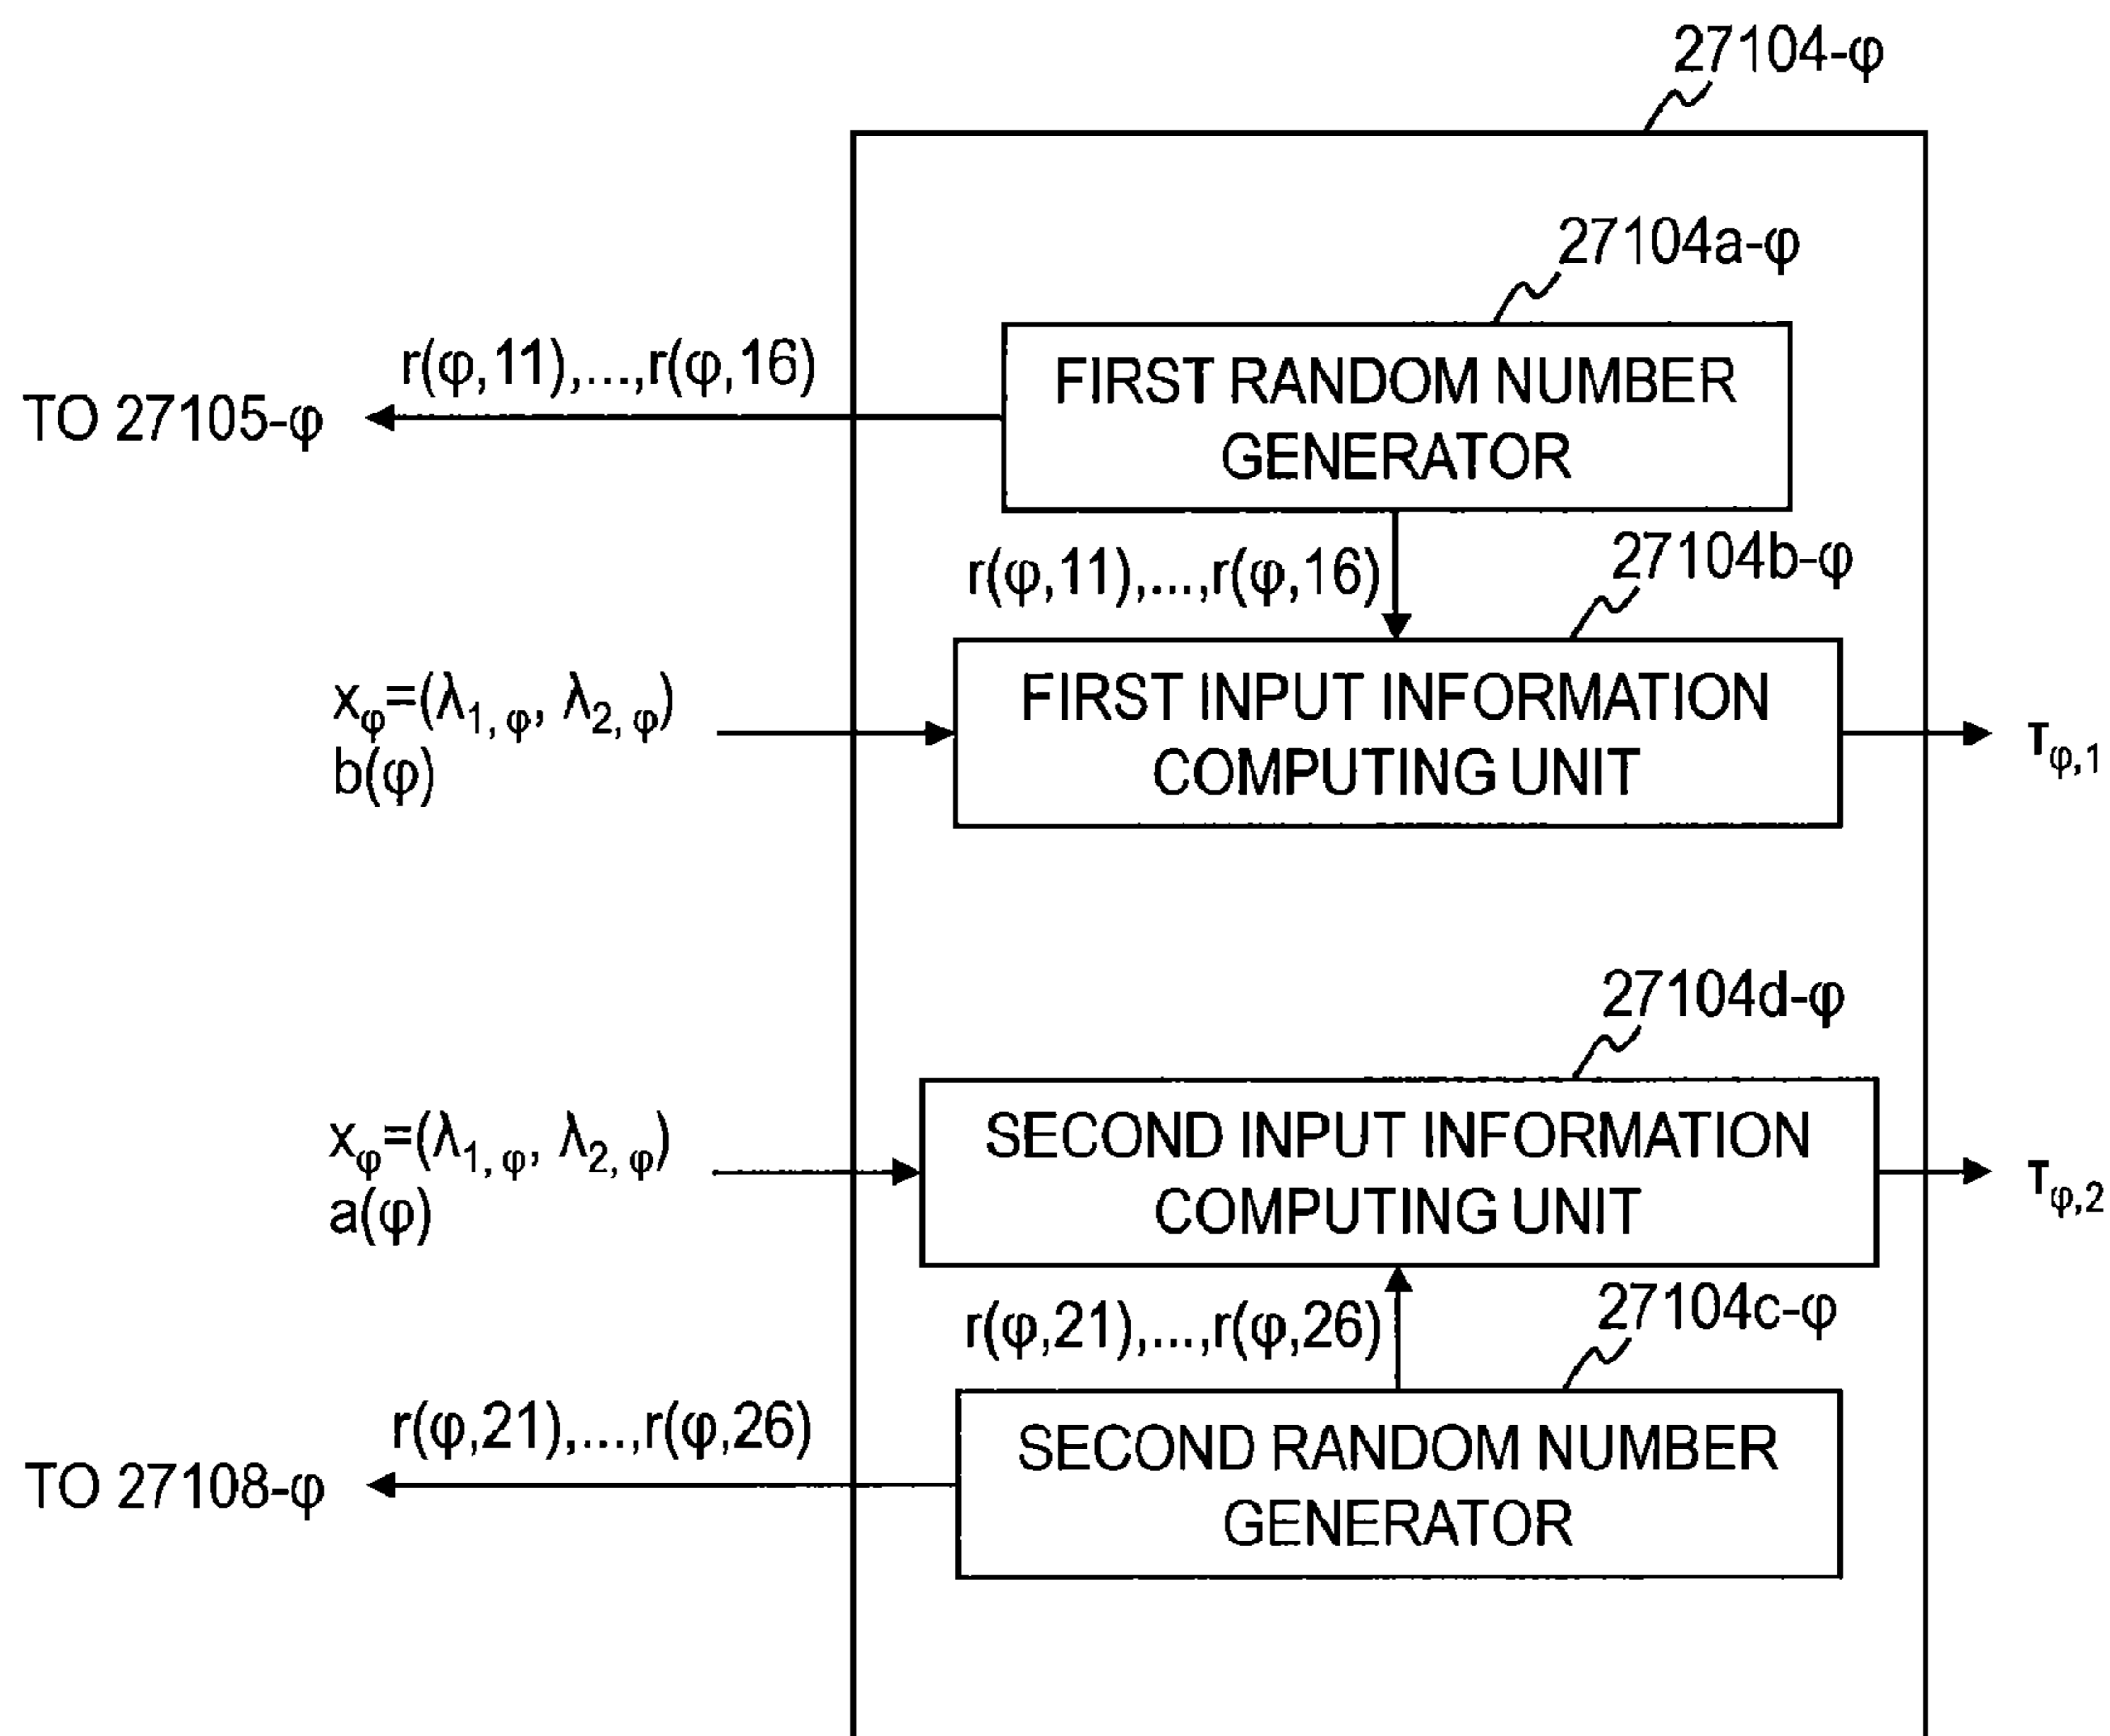 27104-φ
27104a-φ
r(φ,11),...,r(φ,16)
TO 27105-φ
FIRST RANDOM NUMBER
GENERATOR
r(φ,11),...,r(φ,16)
27104b-φ
xφ=(λ1, φ, λ2, φ)
b(φ)
FIRST INPUT INFORMATION
COMPUTING UNIT
τφ,1
27104d-φ
xφ=(λ1, φ, λ2, φ)
a(φ)
SECOND INPUT INFORMATION
COMPUTING UNIT
τφ,2
r(φ,21),...,r(φ,26)
27104c-φ
r(φ,21),...,r(φ,26)
TO 27108-φ
SECOND RANDOM NUMBER
GENERATOR